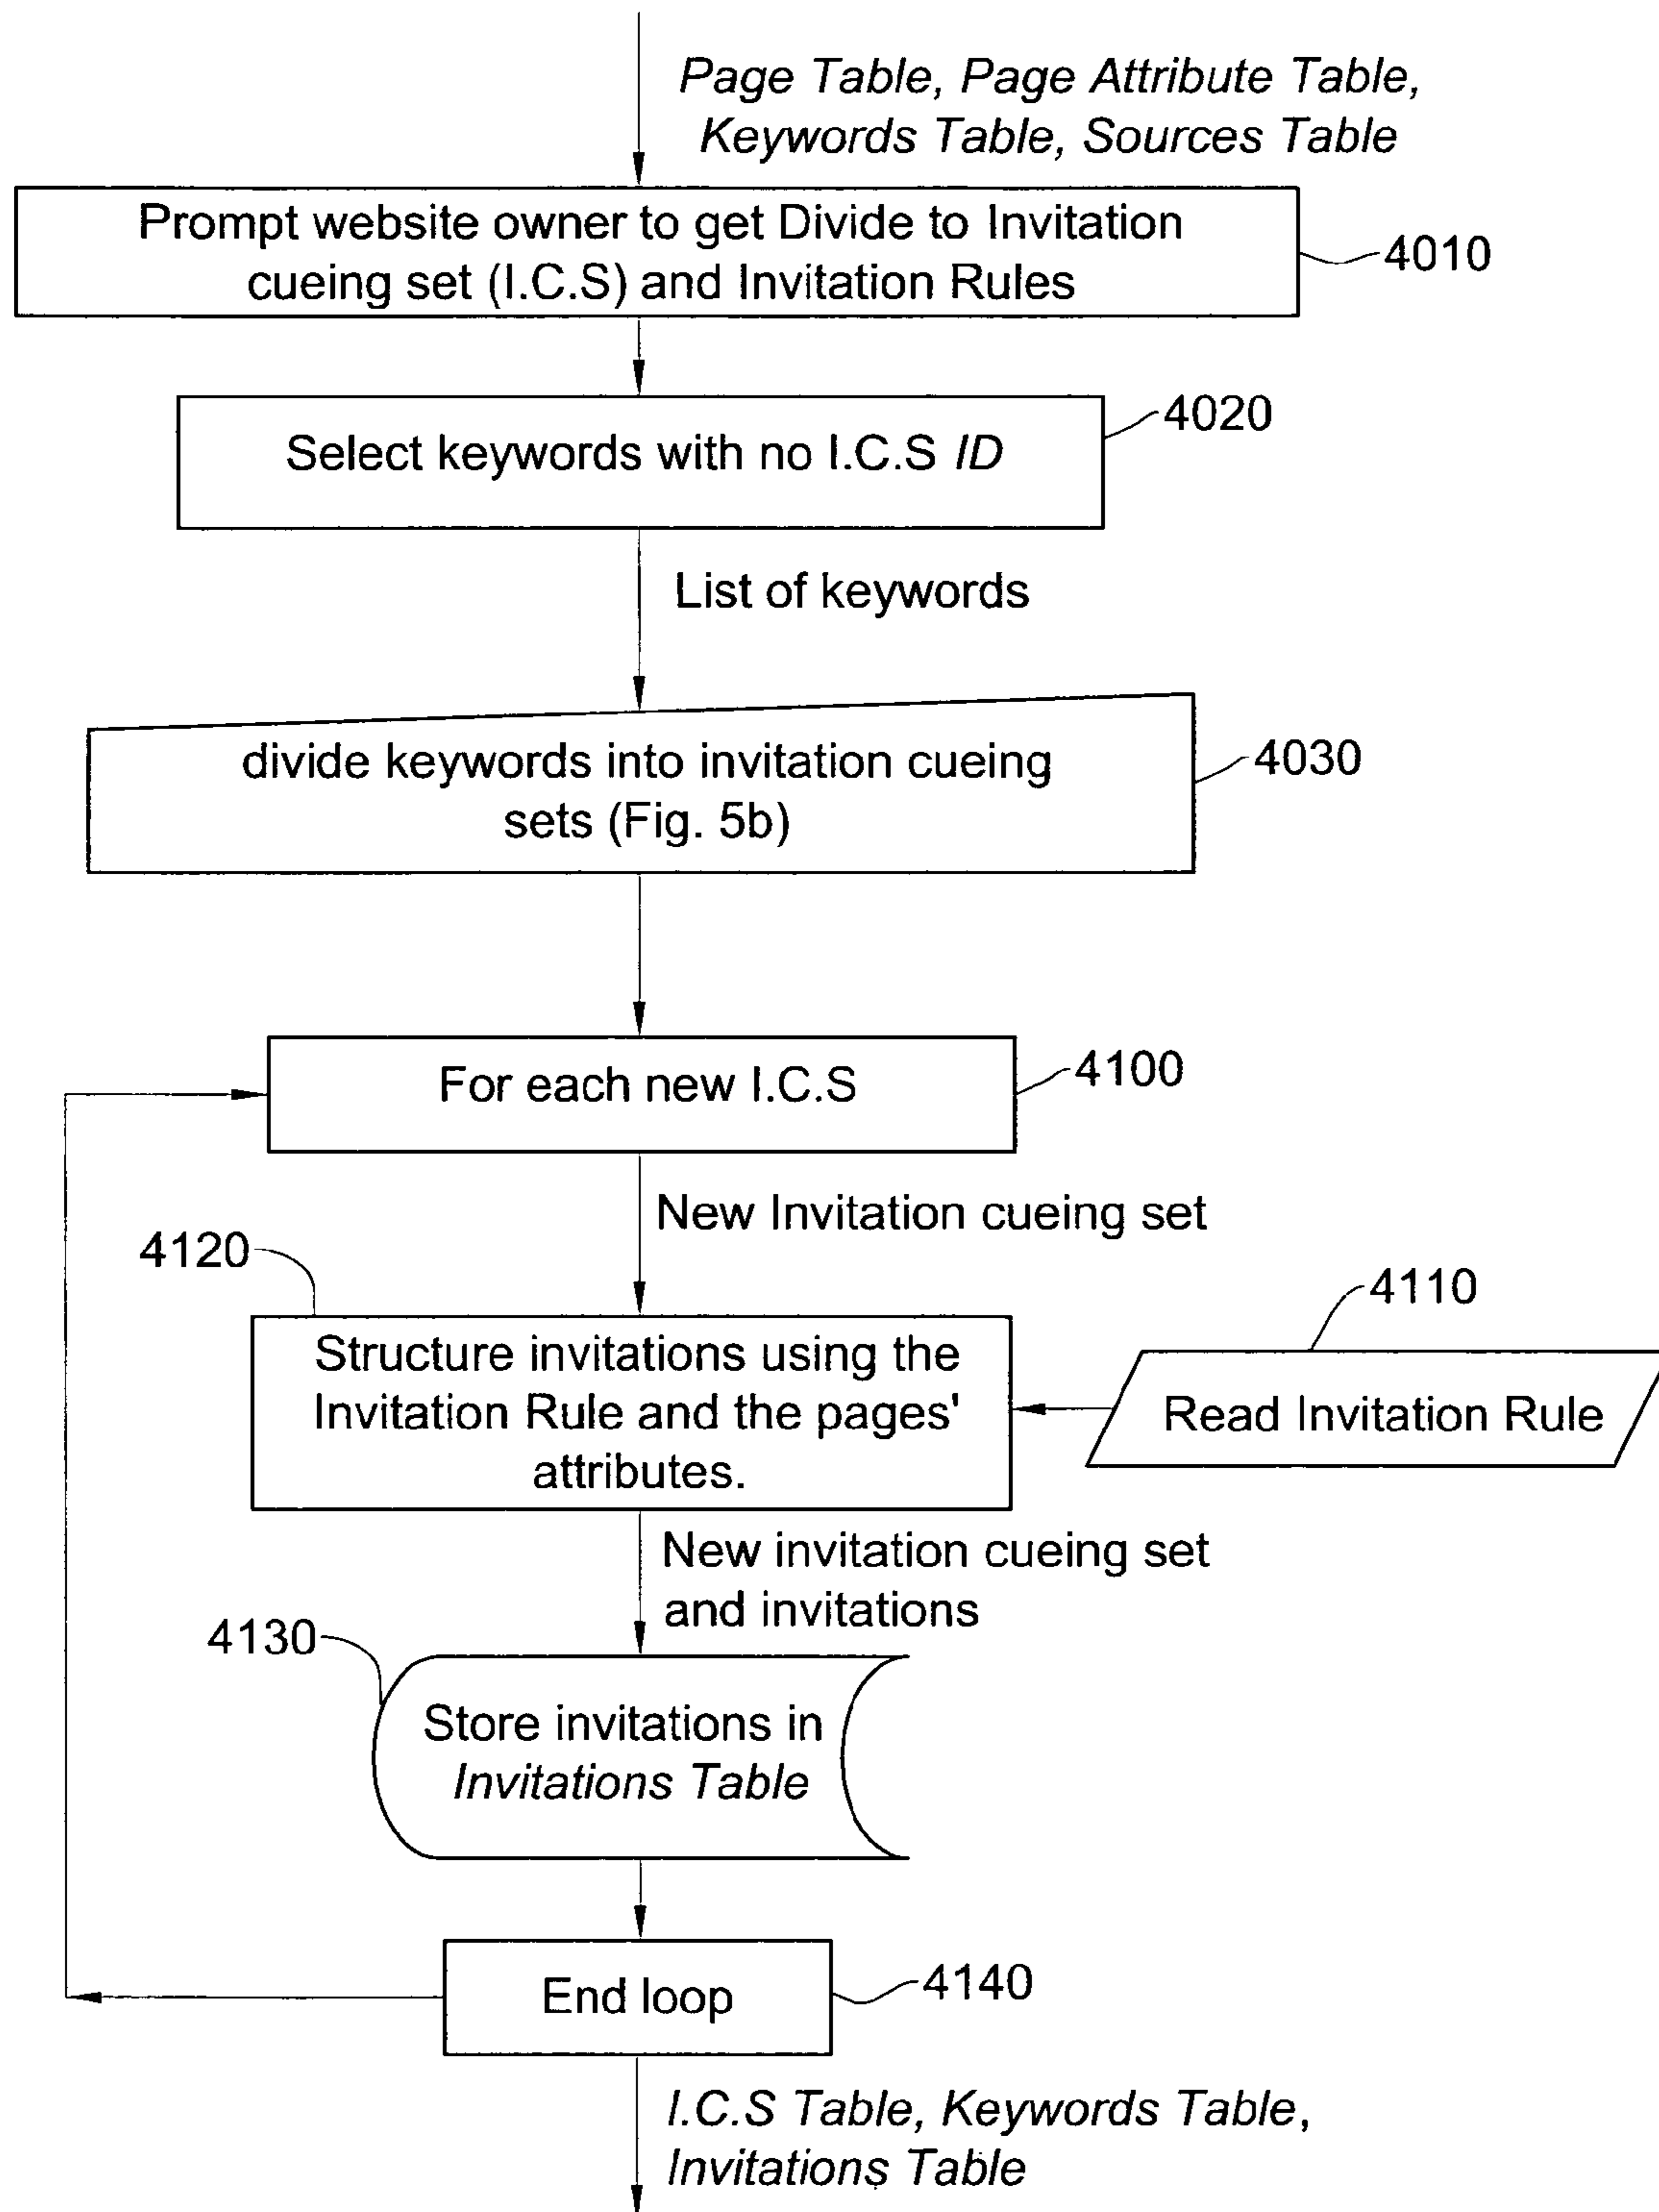 Page Table, Page Attribute Table,
Keywords Table, Sources Table
Prompt website owner to get Divide to Invitation
cueing set (I.C.S) and Invitation Rules
4010
4020
Select keywords with no I.C.S ID
List of keywords
divide keywords into invitation cueing
sets (Fig. 5b)
4030
For each new I.C.S
4100
New Invitation cueing set
4120
4110
Structure invitations using the
Invitation Rule and the pages'
attributes.
Read Invitation Rule
New invitation cueing set
and invitations
4130
Store invitations in
Invitations Table
End loop
4140
I.C.S Table, Keywords Table,
Invitations Table